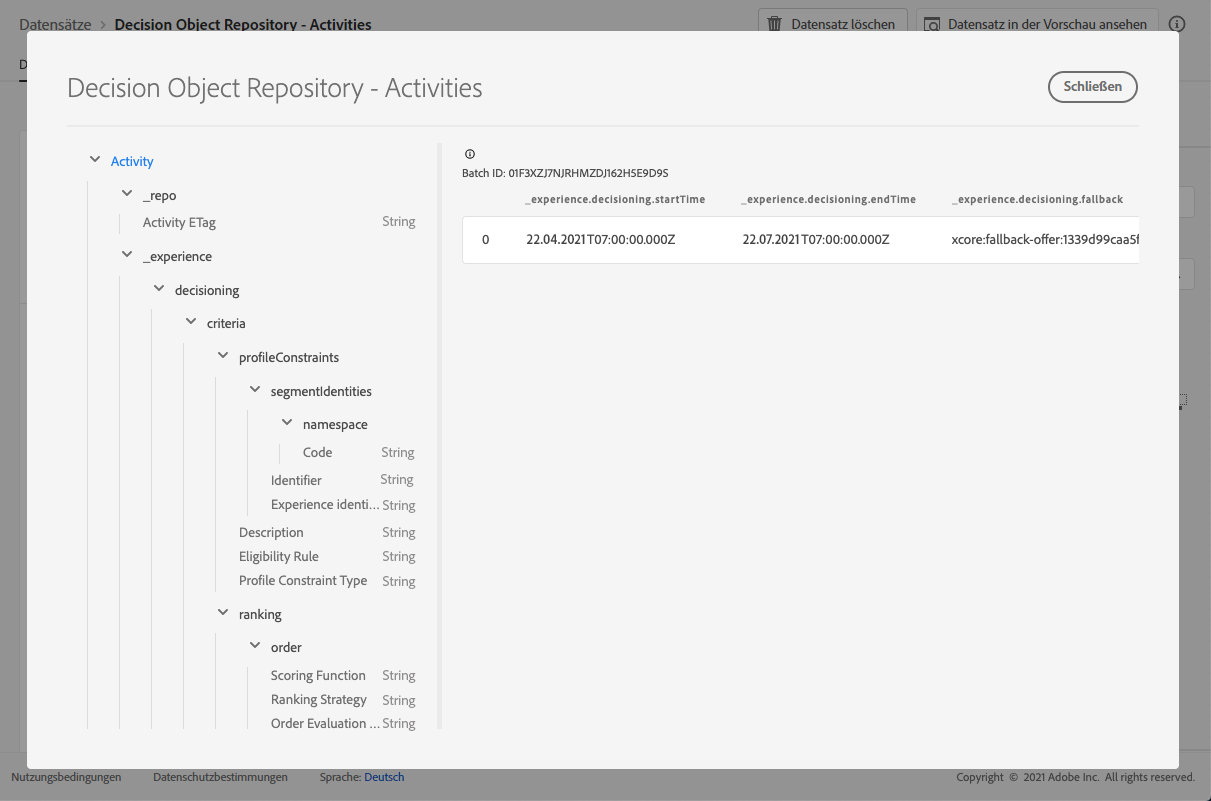 Datensätze > Decision Object Repository - Activities
Datensatz löschen
Datensatz in der Vorschau ansehen
D
Decision Object Repository - Activities
Schließen
Activity
_repo
Activity ETag String
_experience
decisioning
criteria
profileConstraints
segmentIdentities
namespace
Code String
Identifier String
Experience identi... String
Description String
Eligibility Rule String
Profile Constraint Type String
ranking
order
Scoring Function String
Ranking Strategy String
Order Evaluation ... String
Batch ID: 01F3XZJ7NJRHMZDJ162H5E9D9S
_experience.decisioning.startTime _experience.decisioning.endTime _experience.decisioning.fallback
0 22.04.2021T07:00:00.000Z 22.07.2021T07:00:00.000Z xcore:fallback-offer:1339d99caa5f
Nutzungsbedingungen Datenschutzbestimmungen Sprache: Deutsch Copyright © 2021 Adobe Inc. All rights reserved.